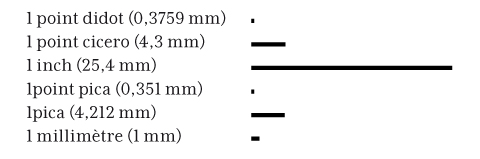 1 point didot (0,3759 mm)
1 point cicero (4,3 mm)
1 inch (25,4 mm)
1point pica (0,351 mm)
1pica (4,212 mm)
1 millimètre (1 mm)